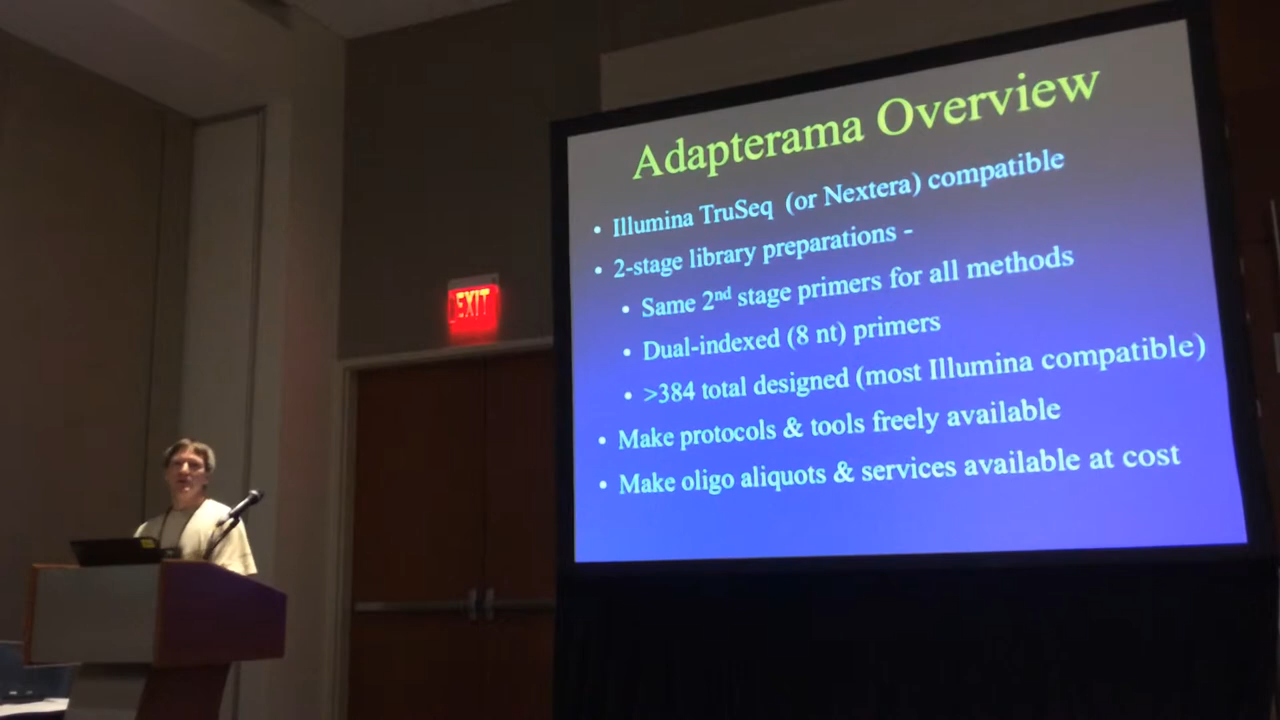 Adapterama Overview
• Illumina TruSeq (or Nextera) compatible
• 2-stage library preparations -
• Same 2nd stage primers for all methods
• Dual-indexed (8 nt) primers
• >384 total designed (most Illumina compatible)
• Make protocols & tools freely available
• Make oligo aliquots & services available at cost
EXIT